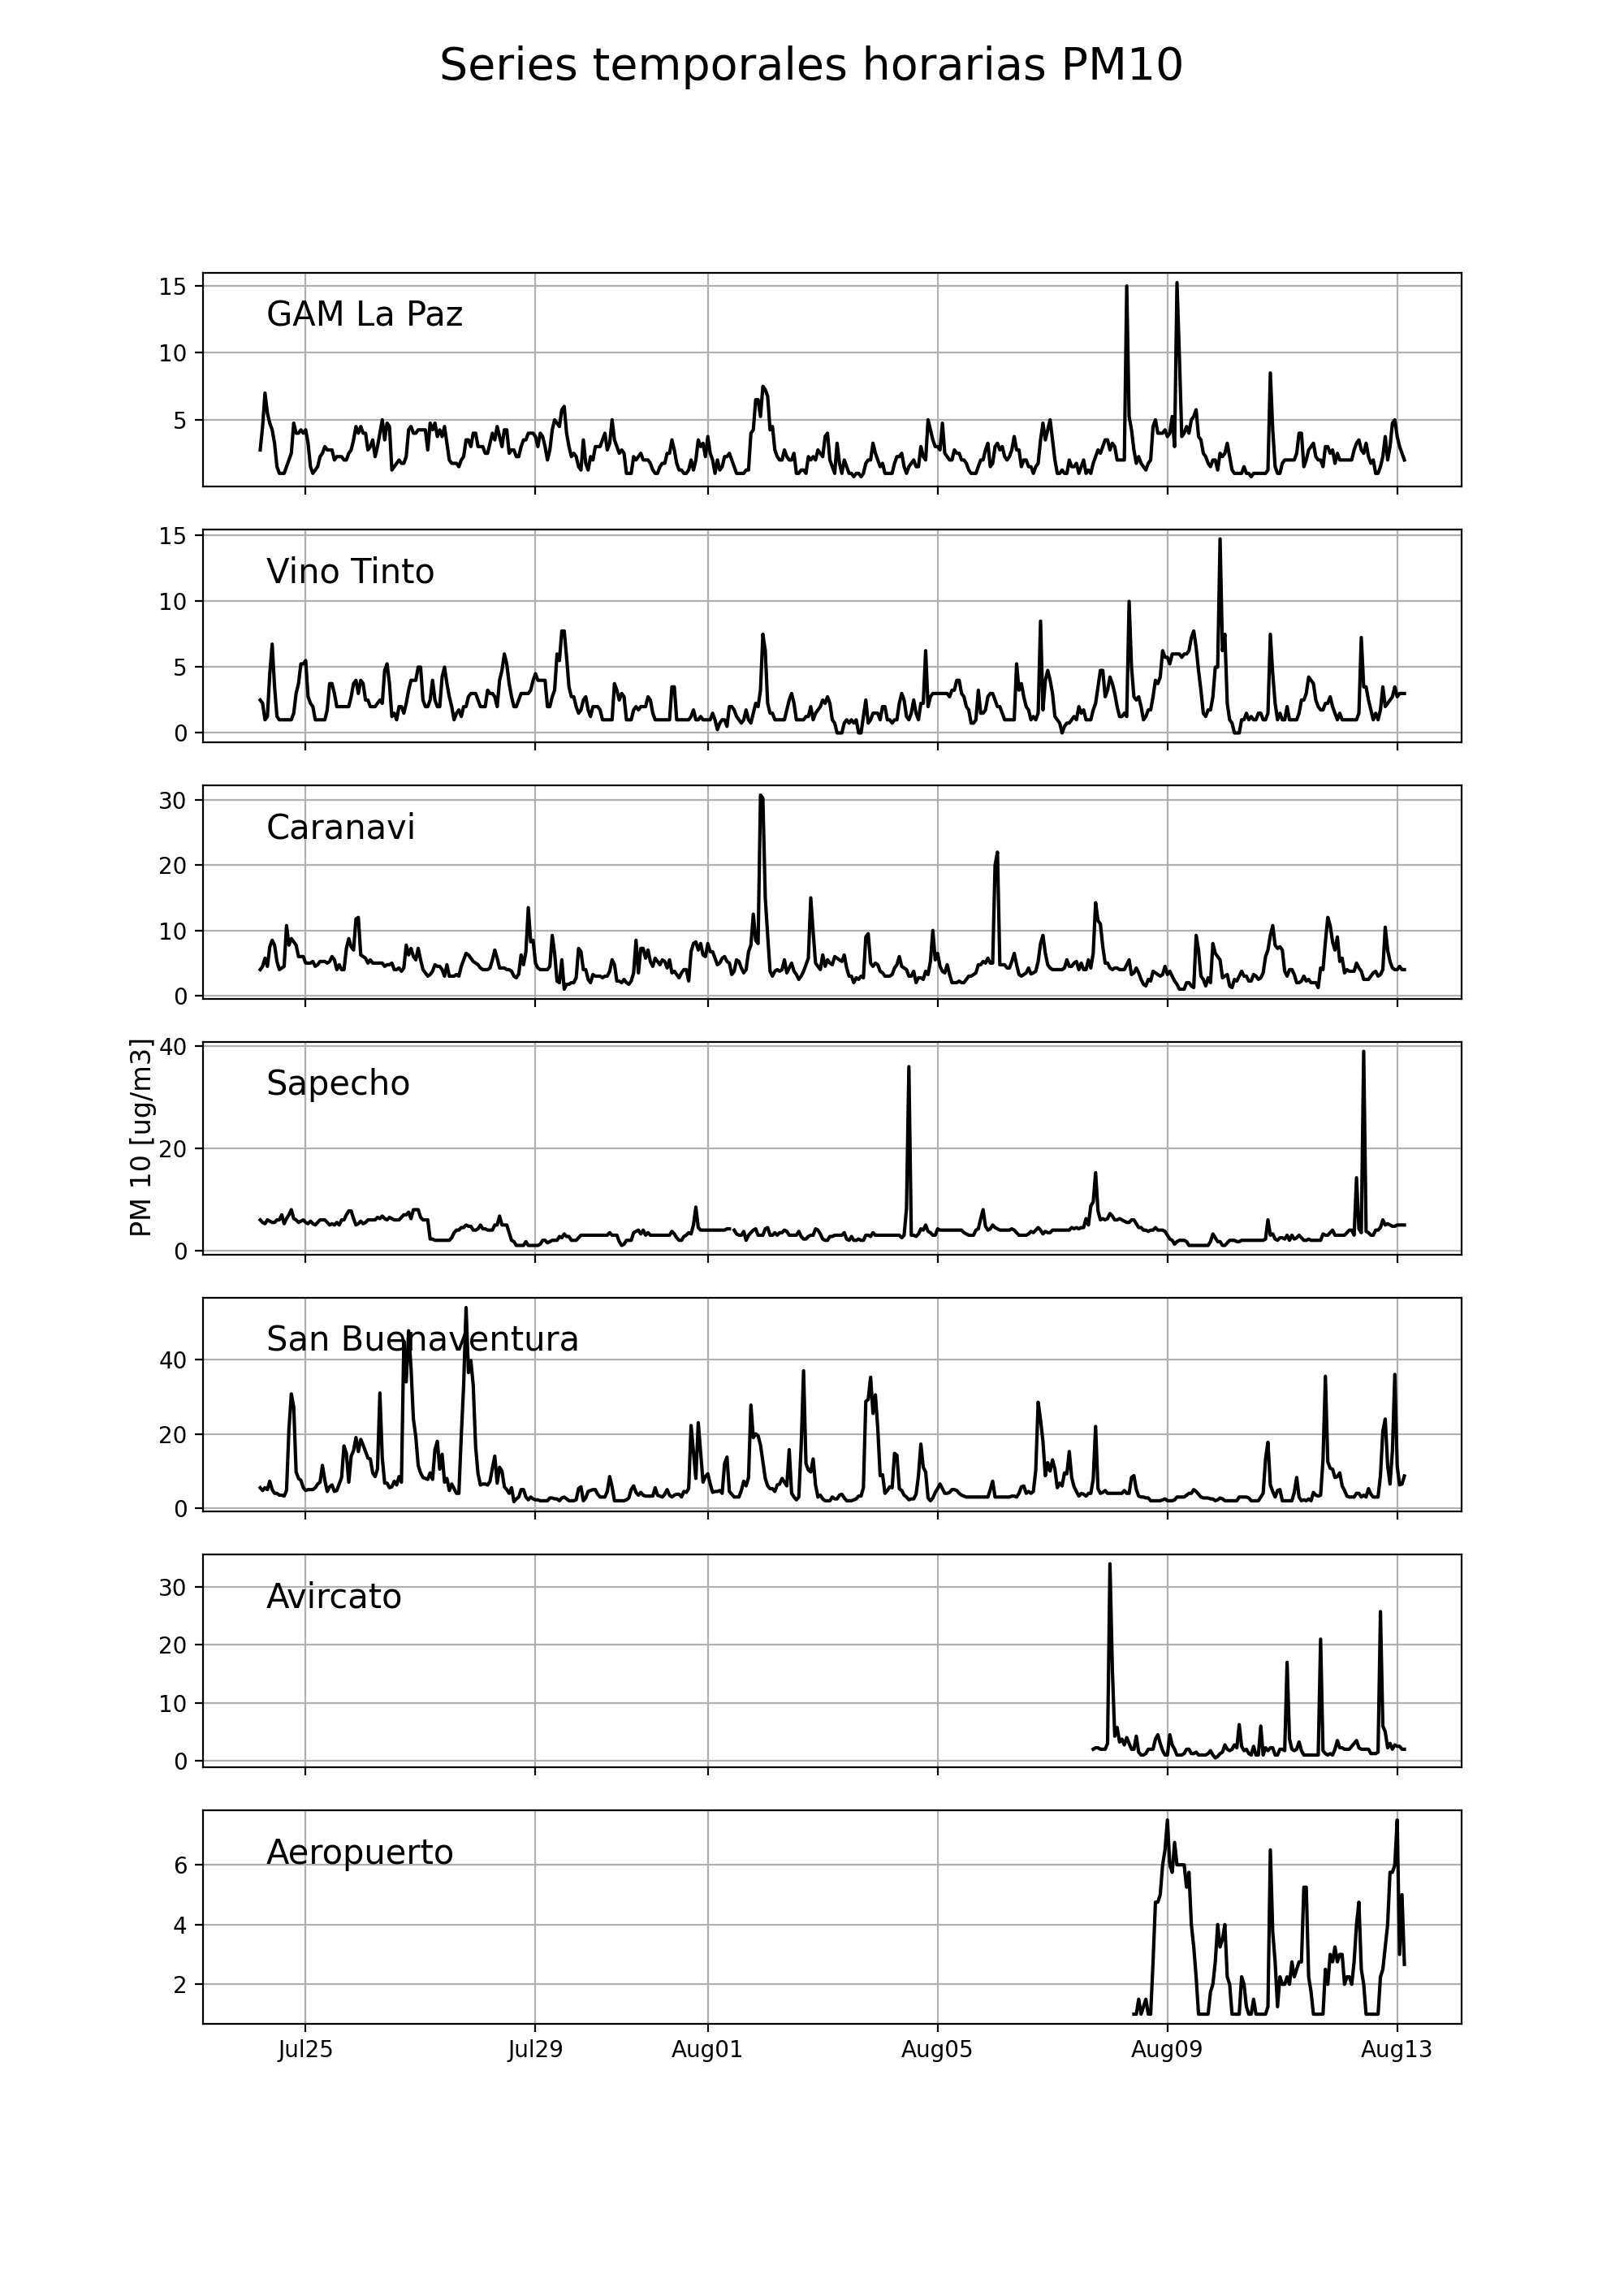 Series temporales horarias PM10
GAM La Paz
15
10
5
Vino Tinto
15
10
5
0
Caranavi
30
20
10
0
PM 10 [ug/m3]
Sapecho
40
20
0
San Buenaventura
40
20
0
Avircato
30
20
10
0
Aeropuerto
6
4
2
Jul25 Jul29 Aug01 Aug05 Aug09 Aug13